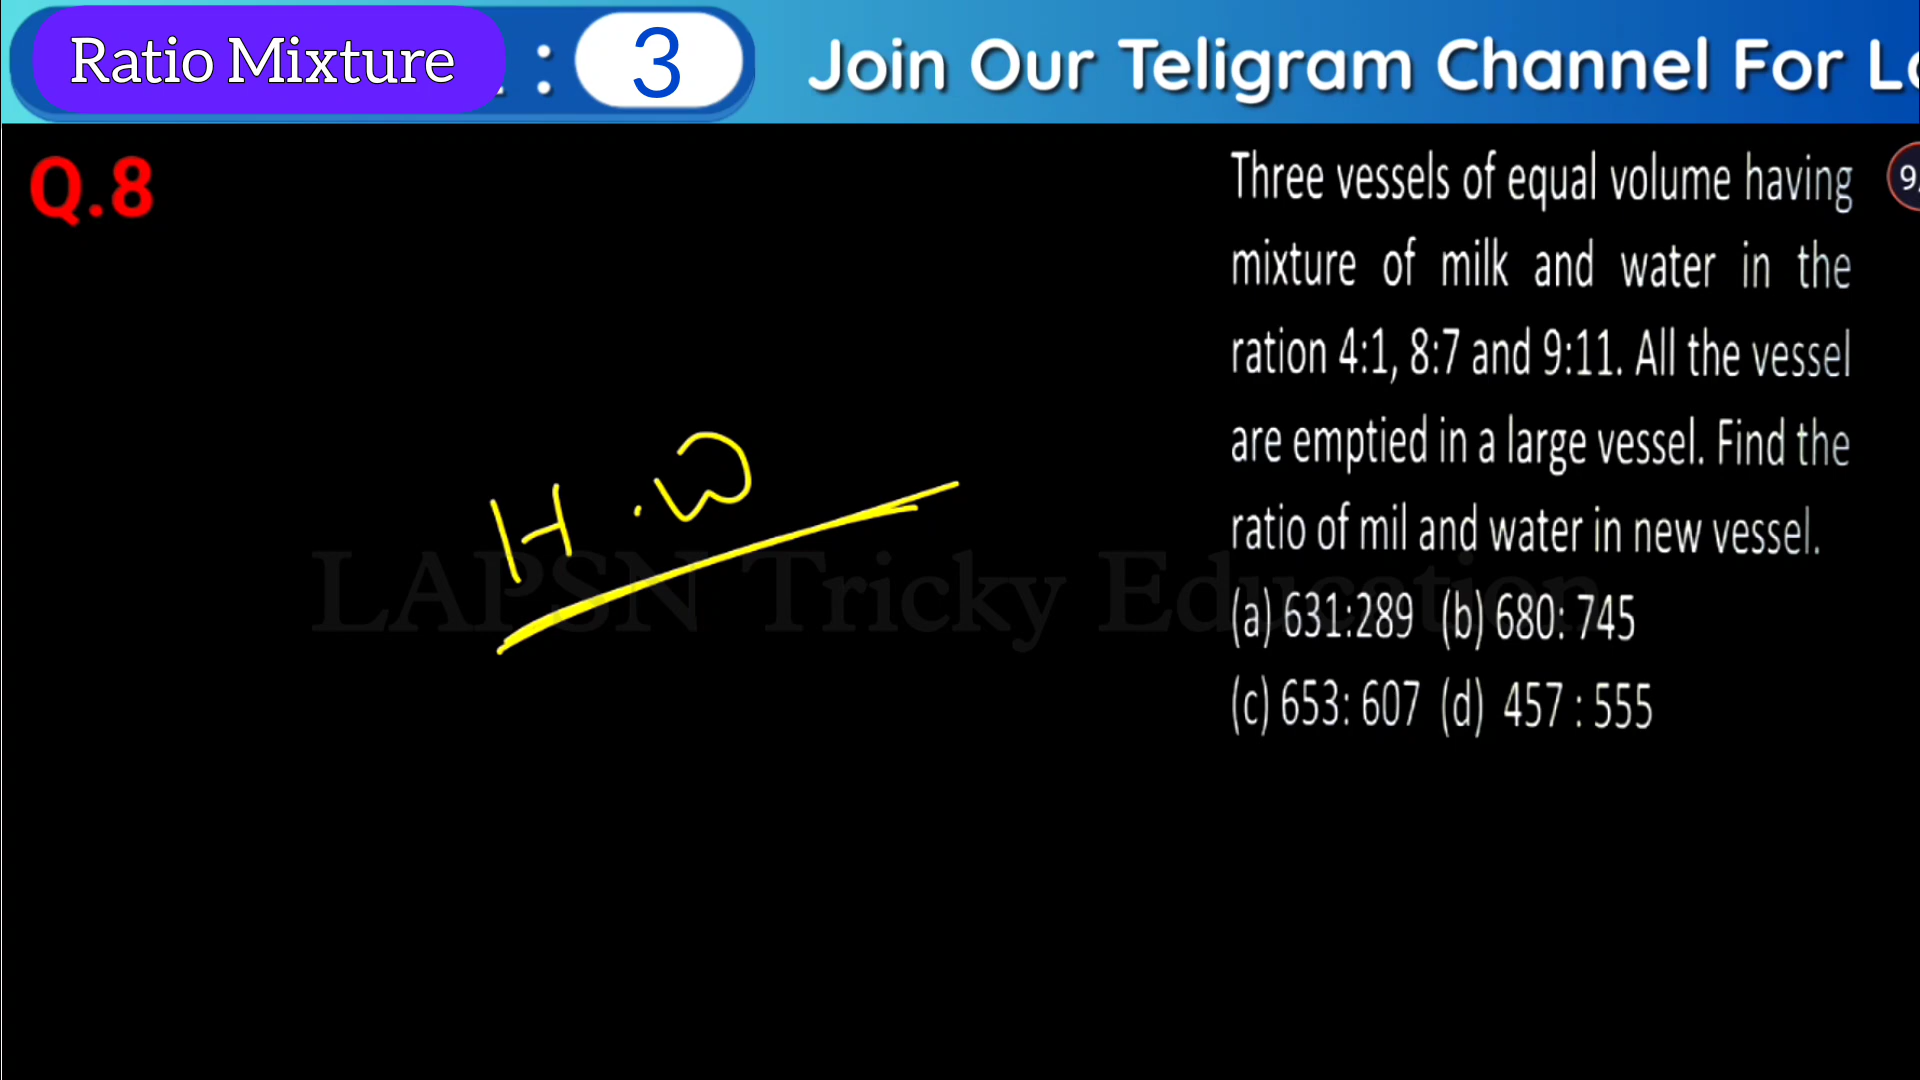 Ratio Mixture : 3 Join Our Teligram Channel For
Q.8
Three vessels of equal volume having
mixture of milk and water in the
ration 4:1, 8:7 and 9:11. All the vessel
are emptied in a large vessel. Find the
ratio of mil and water in new vessel.
(a) 631:289 (b) 680: 745
(c) 653: 607 (d) 457 : 555
H.W
LAPSN Tricky Education